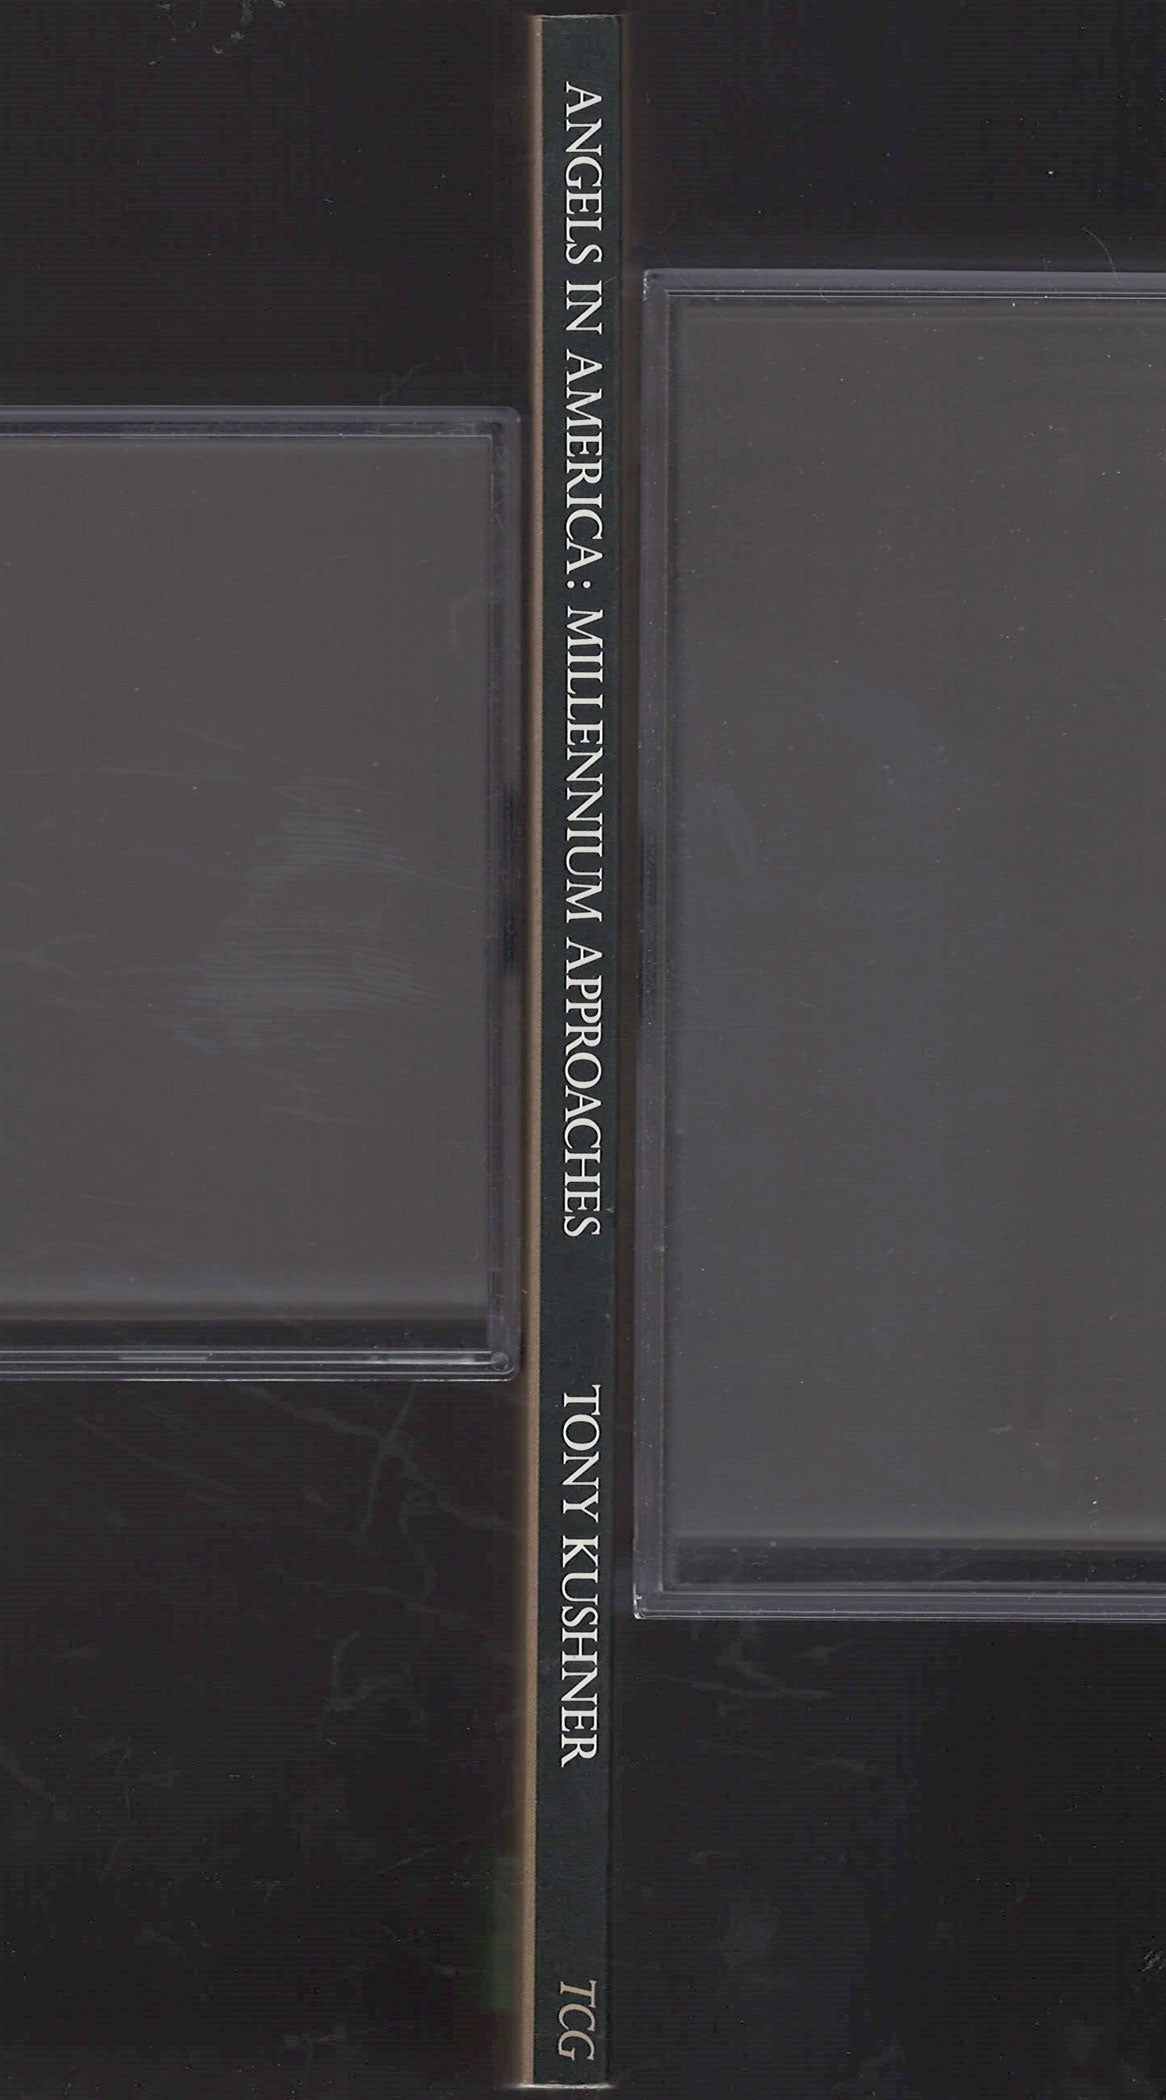 ANGELS IN AMERICA: MILLENNIUM APPROACHES
TONY KUSHNER
TCG